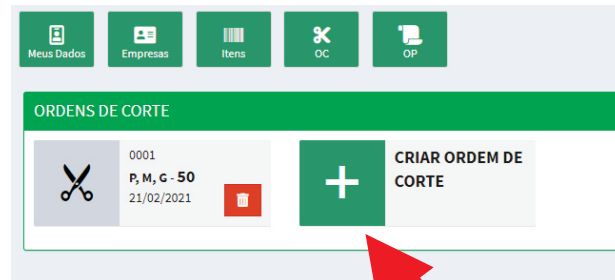 Meus Dados
Empresas
Itens
OC
OP
ORDENS DE CORTE
0001
P, M, G - 50
21/02/2021
CRIAR ORDEM DE
CORTE